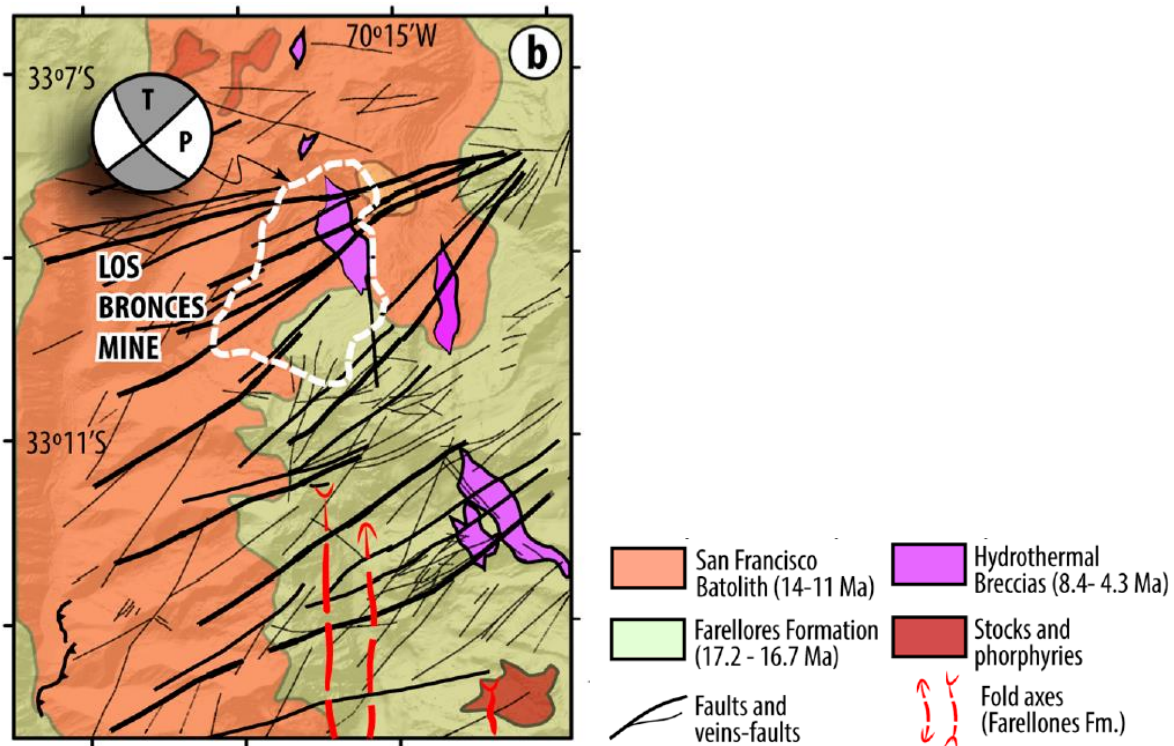 70º15'W
b
33º7'S
T
P
LOS
BRONCES
MINE
33º11'S
San Francisco
Batolith (14-11 Ma)
Farellores Formation
(17.2 - 16.7 Ma)
Faults and
veins-faults
Hydrothermal
Breccias (8.4- 4.3 Ma)
Stocks and
phorphyries
Fold axes
(Farellones Fm.)